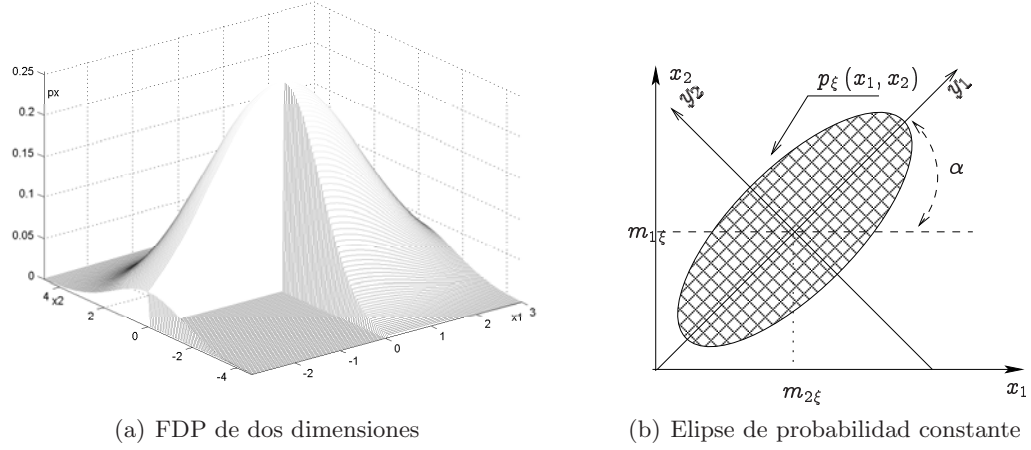 0.25
px
0.2
0.15
0.1
0.05
0
4 x2
2
0
-2
-4
-2
-1
0
1
2
x1 3
x₂
y₂
p_ξ (x₁, x₂)
y₁
α
m₁ξ
m₂ξ
x₁
(a) FDP de dos dimensiones
(b) Elipse de probabilidad constante